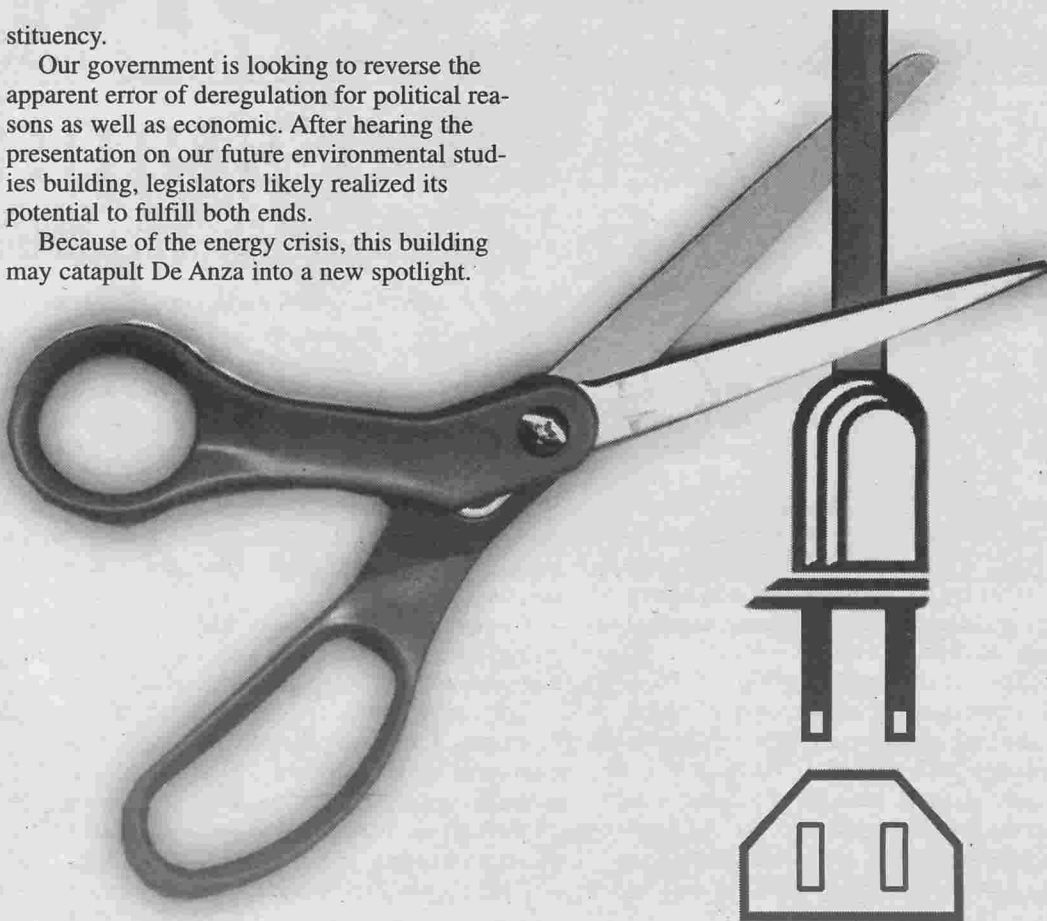 stituency.
Our government is looking to reverse the
apparent error of deregulation for political rea-
sons as well as economic. After hearing the
presentation on our future environmental stud-
ies building, legislators likely realized its
potential to fulfill both ends.
Because of the energy crisis, this building
may catapult De Anza into a new spotlight.